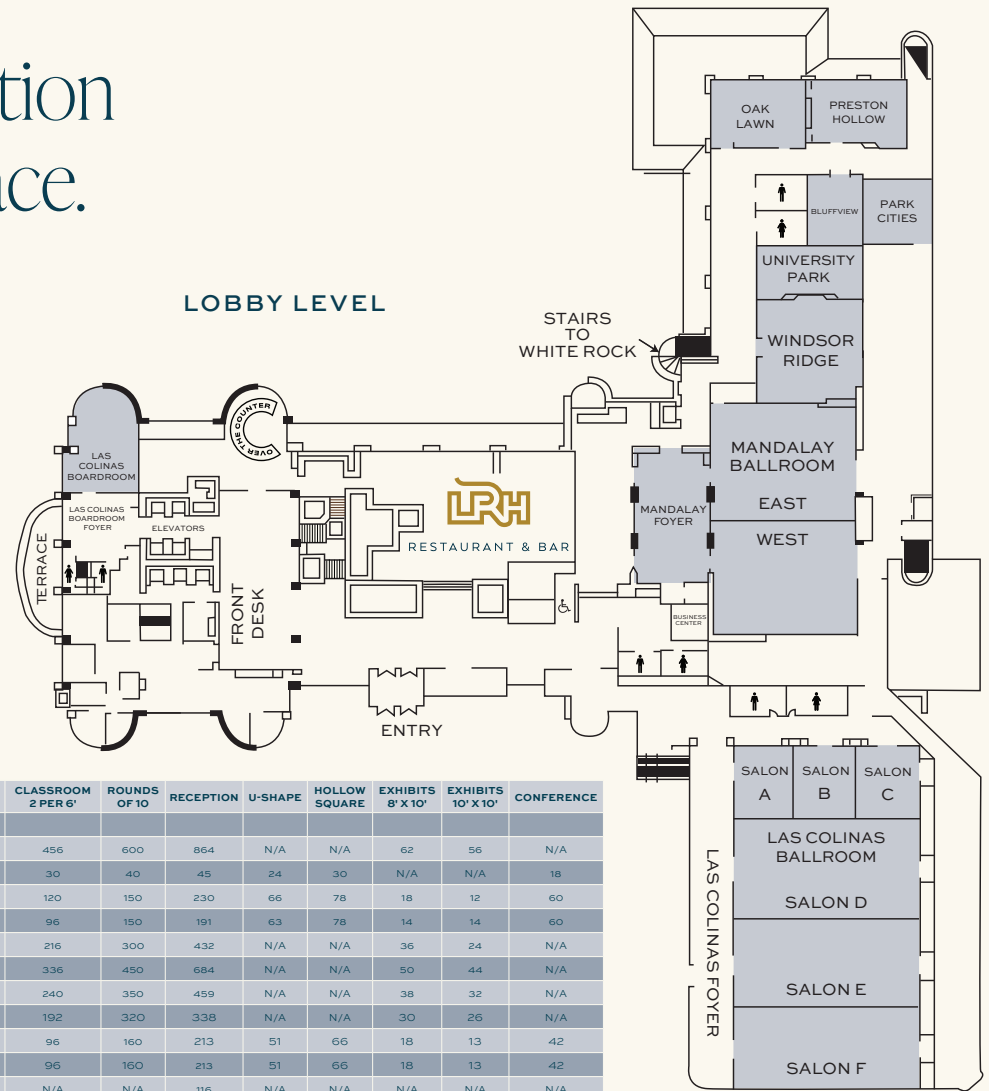 tion
ace.
LOBBY LEVEL
OAK
LAWN
PRESTON
HOLLOW
BLUFFVIEW
PARK
CITIES
UNIVERSITY
PARK
STAIRS
TO
WHITE ROCK
WINDSOR
RIDGE
OVER THE COUNTER
LAS
COLINAS
BOARDROOM
LAS COLINAS
BOARDROOM
FOYER
ELEVATORS
TERRACE
FRONT
DESK
LRH
RESTAURANT & BAR
MANDALAY
FOYER
MANDALAY
BALLROOM
EAST
WEST
BUSINESS
CENTER
ENTRY
SALON
A
SALON
B
SALON
C
LAS COLINAS
BALLROOM
SALON D
SALON E
SALON F
LAS COLINAS FOYER
CLASSROOM 2 PER 6' ROUNDS OF 10 RECEPTION U-SHAPE HOLLOW SQUARE EXHIBITS 8' X 10' EXHIBITS 10' X 10' CONFERENCE
456 600 864 N/A N/A 62 56 N/A
30 40 45 24 30 N/A N/A 18
120 150 230 66 78 18 12 60
96 150 191 63 78 14 14 60
216 300 432 N/A N/A 36 24 N/A
336 450 684 N/A N/A 50 44 N/A
240 350 459 N/A N/A 38 32 N/A
192 320 338 N/A N/A 30 26 N/A
96 160 213 51 66 18 13 42
96 160 213 51 66 18 13 42
N/A N/A 116 N/A N/A N/A N/A N/A